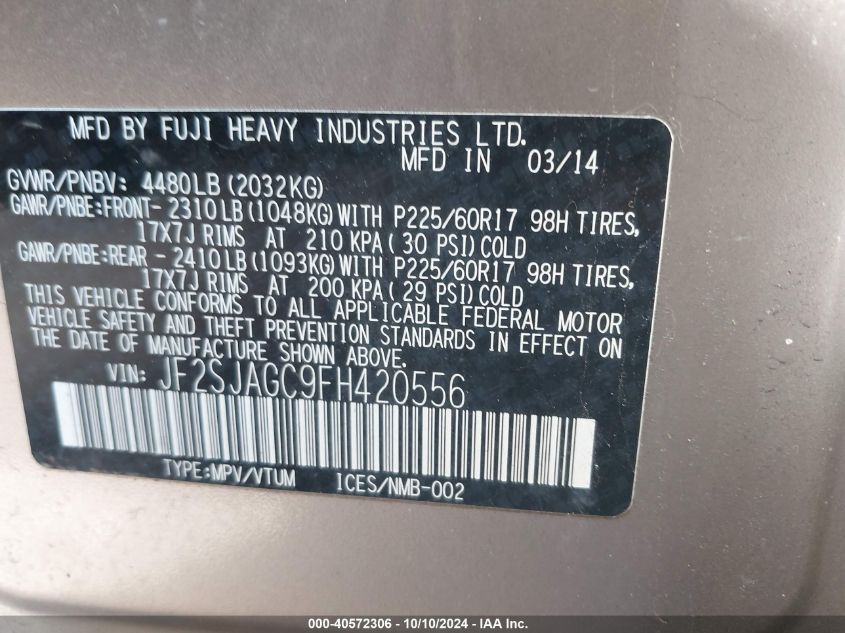 MFD BY FUJI HEAVY INDUSTRIES LTD.
MFD IN 03/14
GVWR/PNBV: 4480LB (2032KG)
GAWR/PNBE:FRONT- 2310 LB (1048KG) WITH P225/60R17 98H TIRES,
17X7J RIMS AT 210 KPA ( 30 PSI) COLD
GAWR/PNBE:REAR - 2410 LB (1093KG) WITH P225/60R17 98H TIRES,
17X7J RIMS AT 200 KPA ( 29 PSI) COLD
THIS VEHICLE CONFORMS TO ALL APPLICABLE FEDERAL MOTOR
VEHICLE SAFETY AND THEFT PREVENTION STANDARDS IN EFFECT ON
THE DATE OF MANUFACTURE SHOWN ABOVE.
VIN: JF2SJAGC9FH420556
TYPE:MPV/VTUM ICES/NMB-002
000-40572306 - 10/10/2024 - IAA Inc.